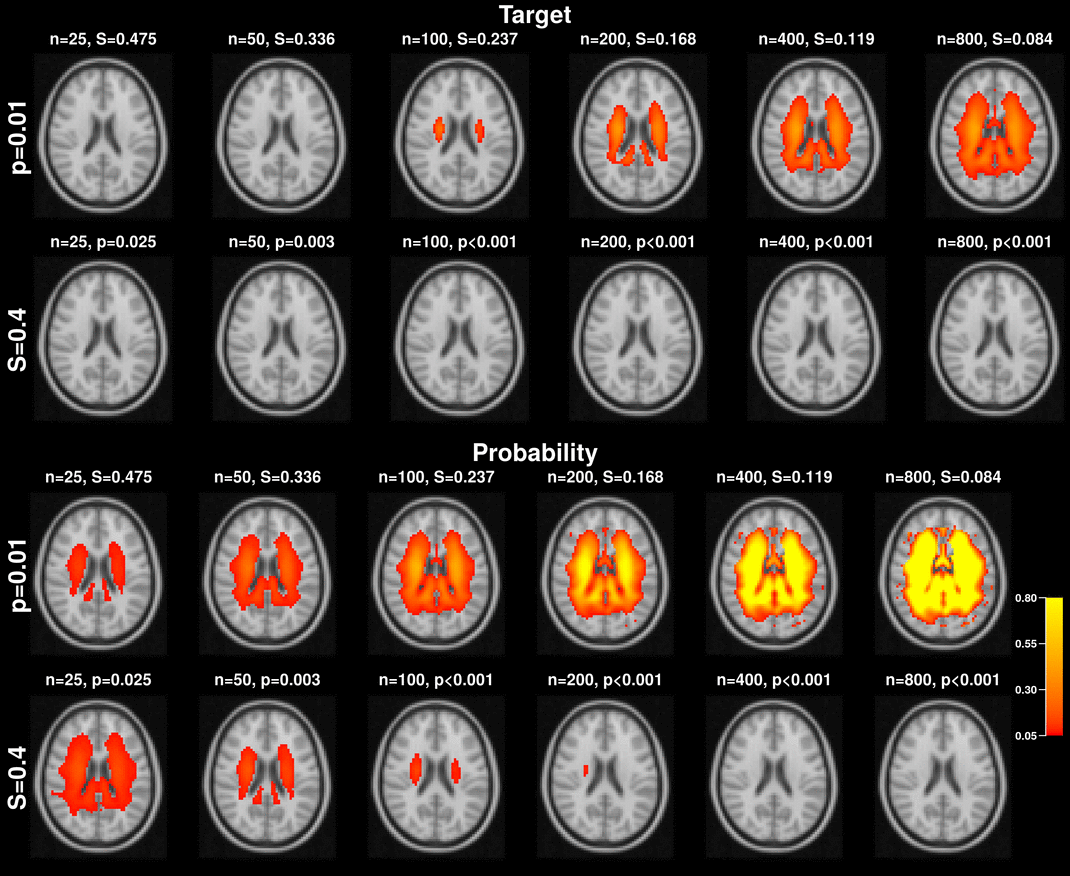 Target
n=25, S=0.475 n=50, S=0.336 n=100, S=0.237 n=200, S=0.168 n=400, S=0.119 n=800, S=0.084
p=0.01
n=25, p=0.025 n=50, p=0.003 n=100, p<0.001 n=200, p<0.001 n=400, p<0.001 n=800, p<0.001
S=0.4
Probability
n=25, S=0.475 n=50, S=0.336 n=100, S=0.237 n=200, S=0.168 n=400, S=0.119 n=800, S=0.084
p=0.01
0.80
0.55
0.30
0.05
n=25, p=0.025 n=50, p=0.003 n=100, p<0.001 n=200, p<0.001 n=400, p<0.001 n=800, p<0.001
S=0.4